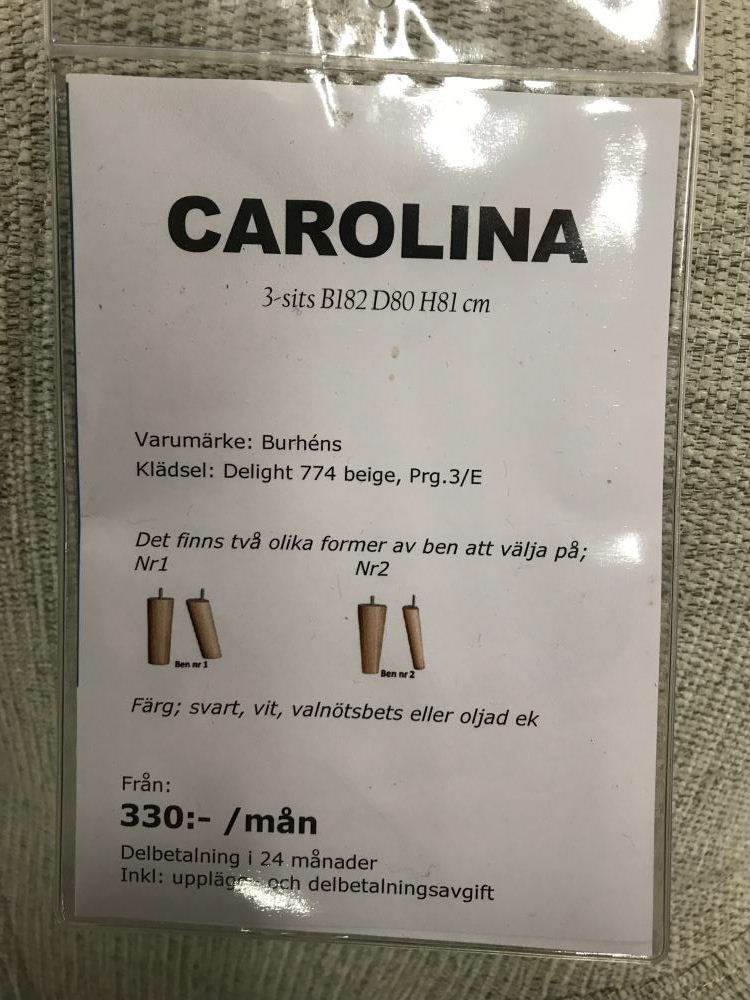 CAROLINA
3-sits B182 D80 H81 cm
Varumärke: Burhéns
Klädsel: Delight 774 beige, Prg.3/E
Det finns två olika former av ben att välja på;
Nr1 Nr2
Ben nr 1 Ben nr 2
Färg; svart, vit, valnötsbets eller oljad ek
Från:
330:- /mån
Delbetalning i 24 månader
Inkl: och delbetalningsavgift